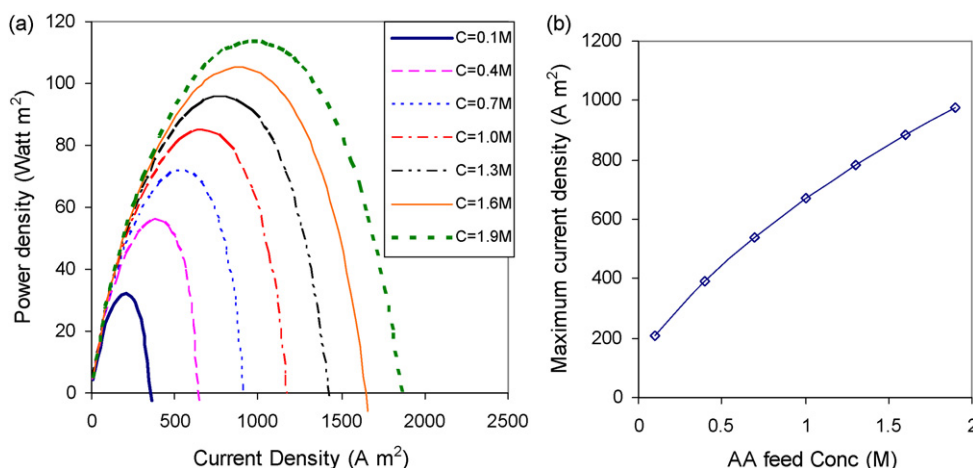 (a)
Power density (Watt m²)
120
100
80
60
40
20
0
0 500 1000 1500 2000 2500
Current Density (A m²)
C=0.1M
C=0.4M
C=0.7M
C=1.0M
C=1.3M
C=1.6M
C=1.9M
(b)
Maximum current density (A m²)
1200
1000
800
600
400
200
0
0 0.5 1 1.5 2
AA feed Conc (M)